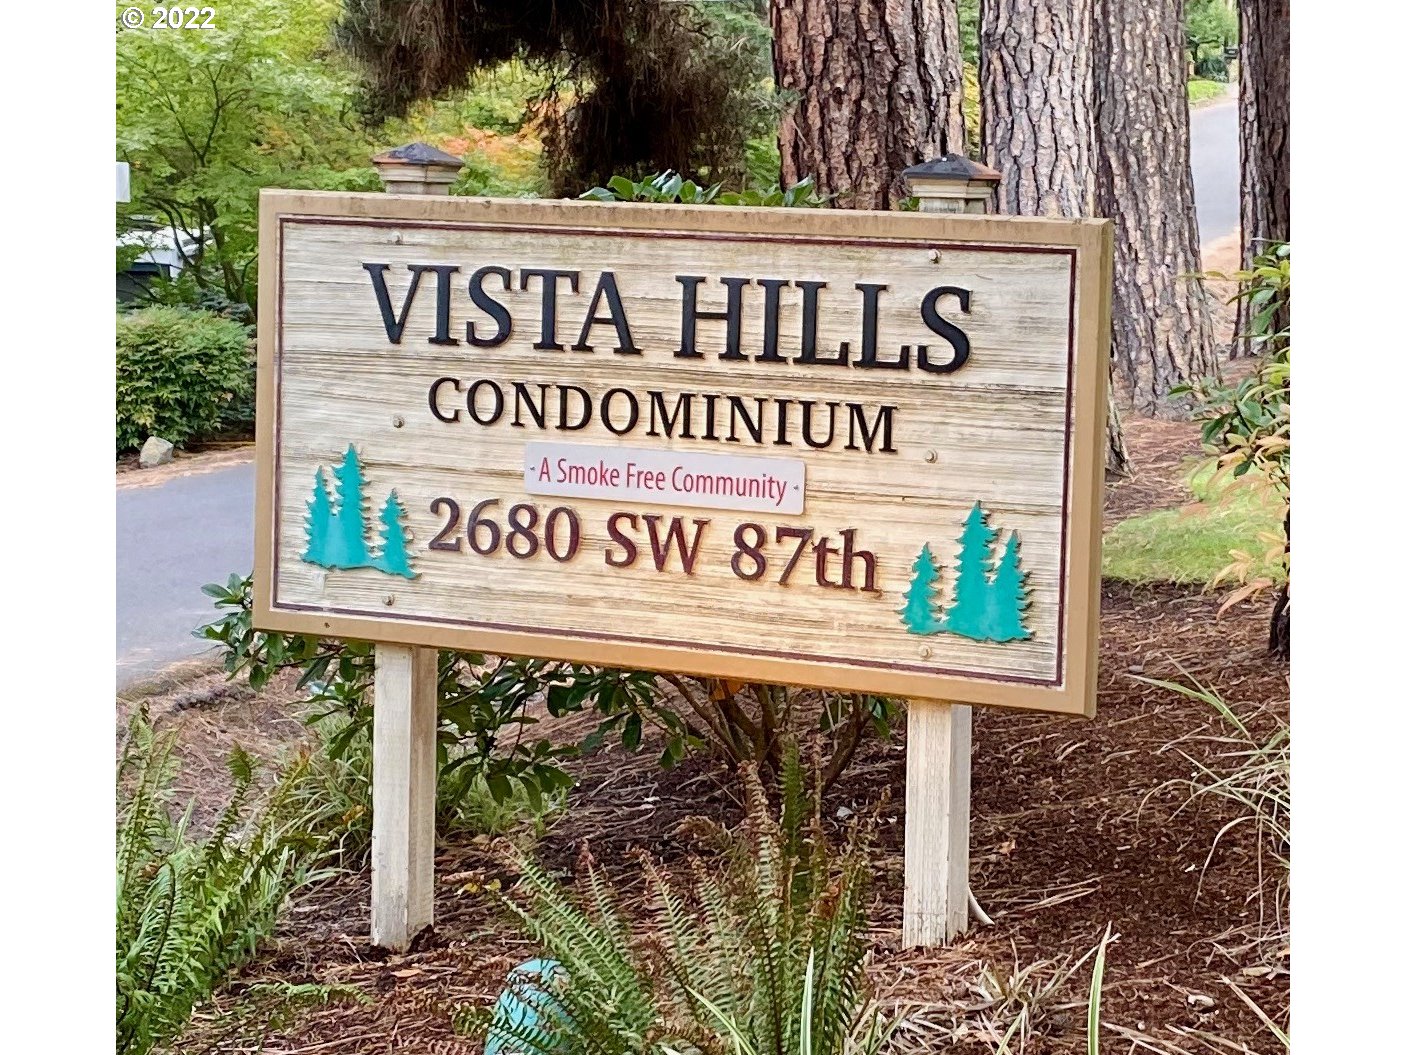 © 2022
VISTA HILLS
CONDOMINIUM
A Smoke Free Community
2680 SW 87th